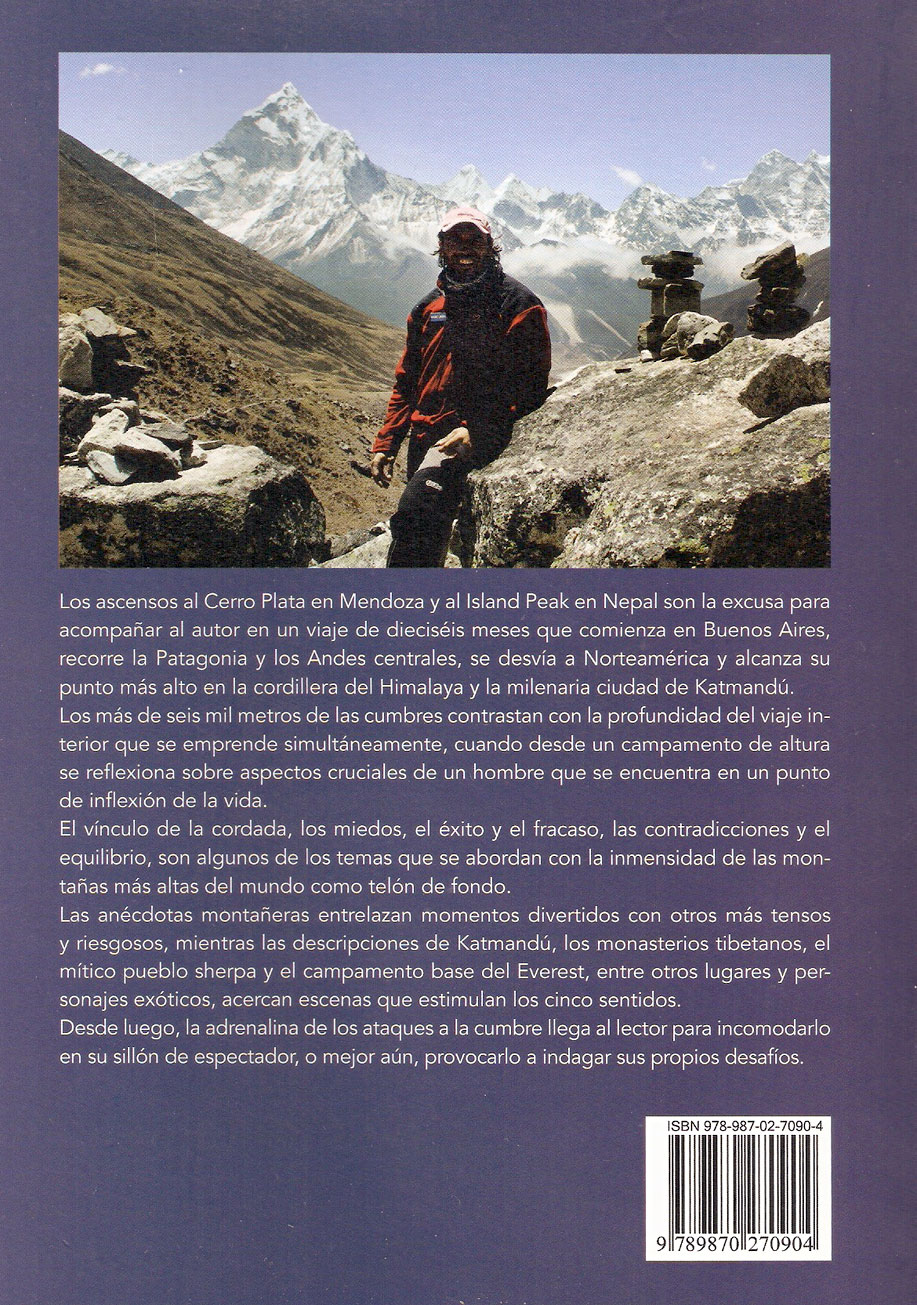 Los ascensos al Cerro Plata en Mendoza y al Island Peak en Nepal son la excusa para
acompañar al autor en un viaje de dieciséis meses que comienza en Buenos Aires,
recorre la Patagonia y los Andes centrales, se desvía a Norteamérica y alcanza su
punto más alto en la cordillera del Himalaya y la milenaria ciudad de Katmandú.
Los más de seis mil metros de las cumbres contrastan con la profundidad del viaje in-
terior que se emprende simultáneamente, cuando desde un campamento de altura
se reflexiona sobre aspectos cruciales de un hombre que se encuentra en un punto
de inflexión de la vida.
El vínculo de la cordada, los miedos, el éxito y el fracaso, las contradicciones y el
equilibrio, son algunos de los temas que se abordan con la inmensidad de las mon-
tañas más altas del mundo como telón de fondo.
Las anécdotas montañeras entrelazan momentos divertidos con otros más tensos
y riesgosos, mientras las descripciones de Katmandú, los monasterios tibetanos, el
mítico pueblo sherpa y el campamento base del Everest, entre otros lugares y per-
sonajes exóticos, acercan escenas que estimulan los cinco sentidos.
Desde luego, la adrenalina de los ataques a la cumbre llega al lector para incomodarlo
en su sillón de espectador, o mejor aún, provocarlo a indagar sus propios desafíos.
ISBN 978-987-02-7090-4
9 789870 270904